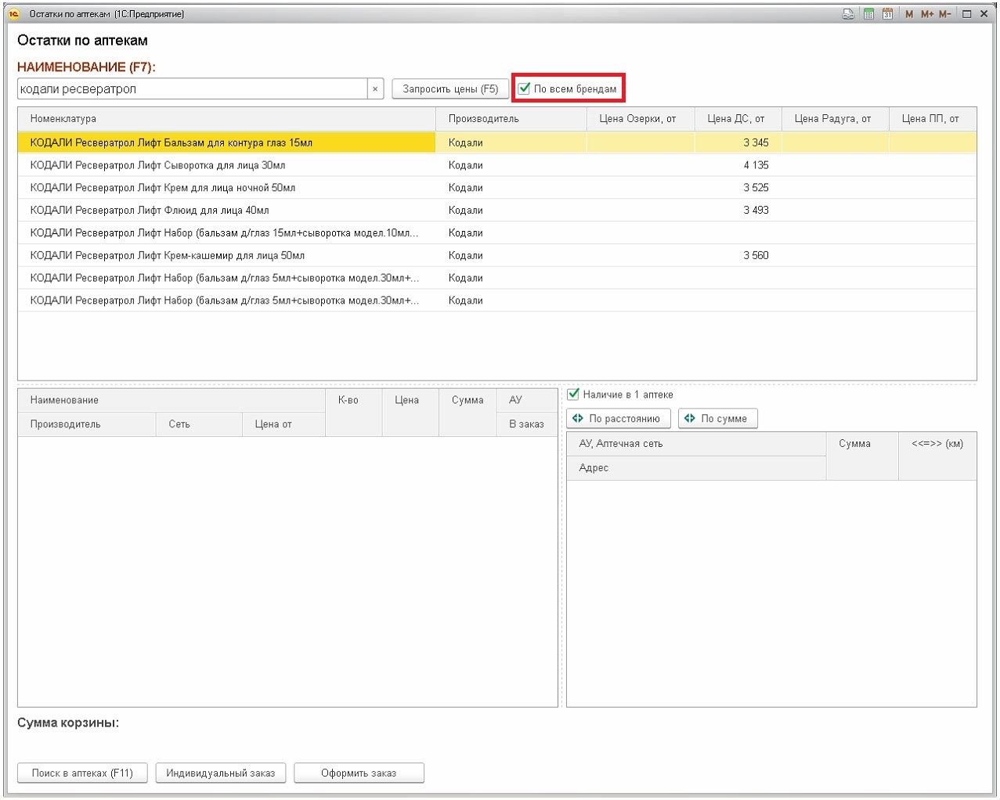 Остатки по аптекам (1С:Предприятие)
31 M M+ M-
Остатки по аптекам
НАИМЕНОВАНИЕ (F7):
кодали ресвератрол × Запросить цены (F5) По всем брендам
Номенклатура Производитель Цена Озерки, от Цена ДС, от Цена Радуга, от Цена ПП, от
КОДАЛИ Ресвератрол Лифт Бальзам для контура глаз 15мл Кодали 3 345
КОДАЛИ Ресвератрол Лифт Сыворотка для лица 30мл Кодали 4 135
КОДАЛИ Ресвератрол Лифт Крем для лица ночной 50мл Кодали 3 525
КОДАЛИ Ресвератрол Лифт Флюид для лица 40мл Кодали 3 493
КОДАЛИ Ресвератрол Лифт Набор (бальзам д/глаз 15мл+сыворотка модел.10мл... Кодали
КОДАЛИ Ресвератрол Лифт Крем-кашемир для лица 50мл Кодали 3 560
КОДАЛИ Ресвератрол Лифт Набор (бальзам д/глаз 5мл+сыворотка модел.30мл+... Кодали
КОДАЛИ Ресвератрол Лифт Набор (бальзам д/глаз 5мл+сыворотка модел.30мл+... Кодали
Наименование К-во Цена Сумма АУ
Производитель Сеть Цена от В заказ
Наличие в 1 аптеке
По расстоянию По сумме
АУ, Аптечная сеть Сумма <<=>> (км)
Адрес
Сумма корзины:
Поиск в аптеках (F11) Индивидуальный заказ Оформить заказ